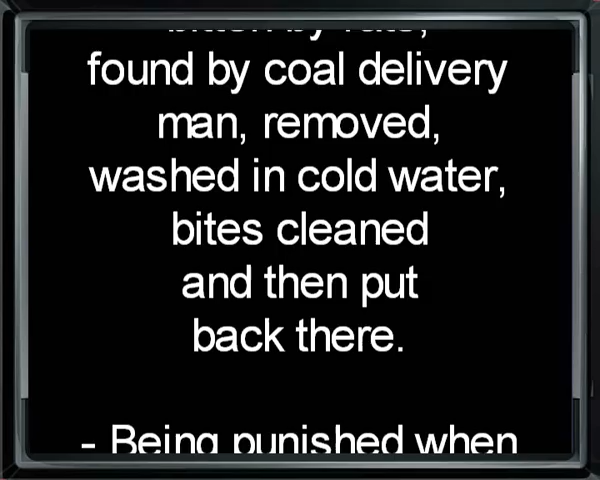 found by coal delivery
man, removed,
washed in cold water,
bites cleaned
and then put
back there.
- Being punished when